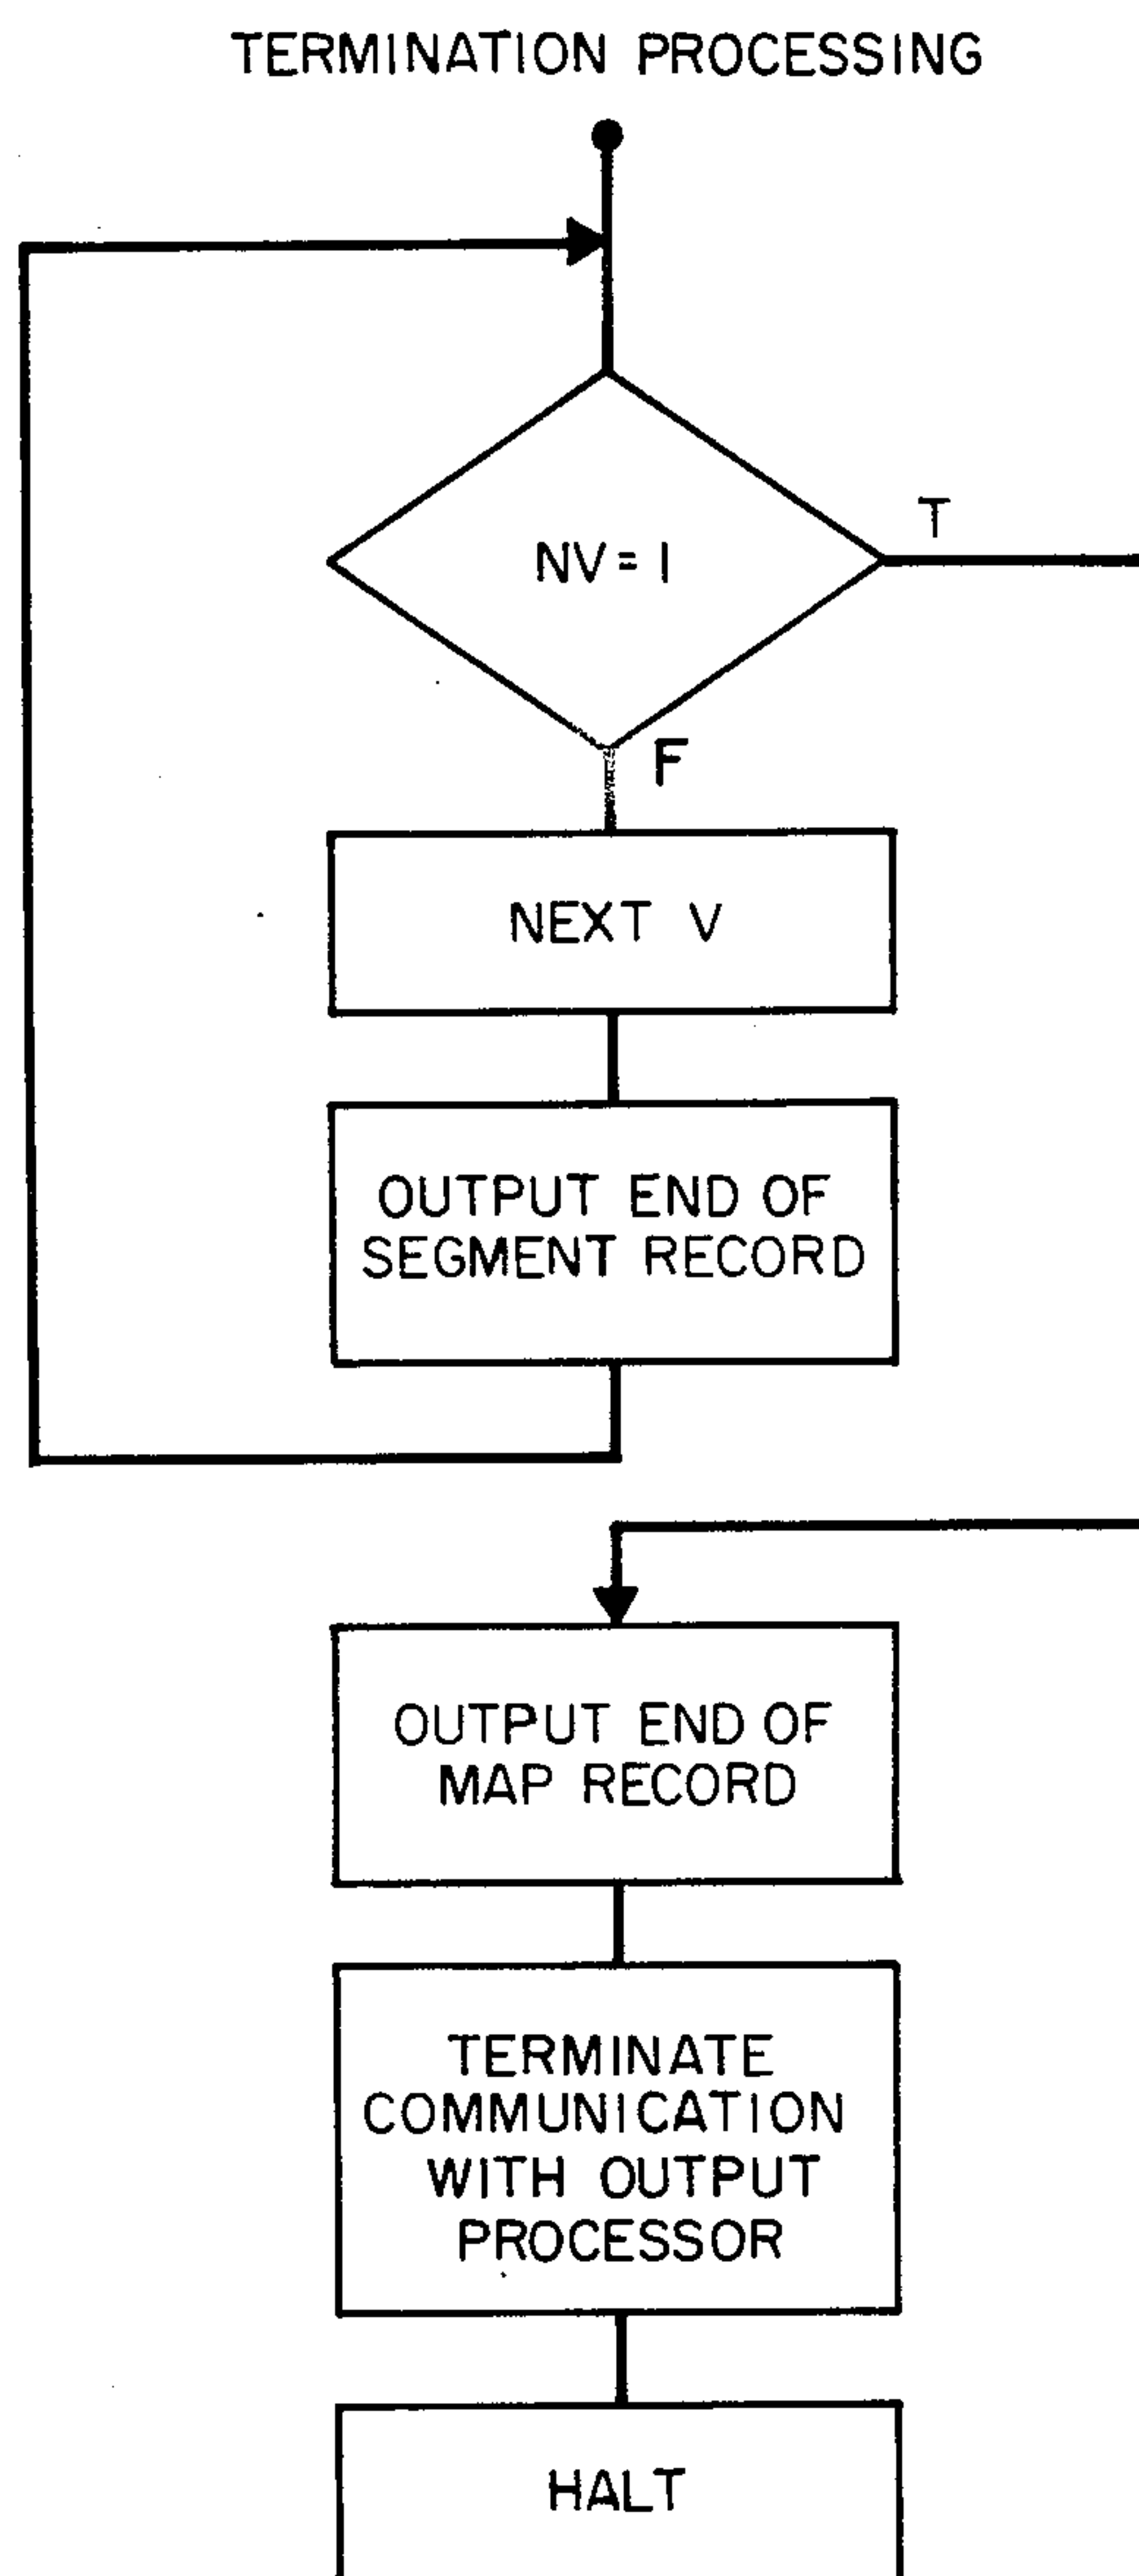 TERMINATION PROCESSING
NV = 1
T
F
NEXT V
OUTPUT END OF
SEGMENT RECORD
OUTPUT END OF
MAP RECORD
TERMINATE
COMMUNICATION
WITH OUTPUT
PROCESSOR
HALT